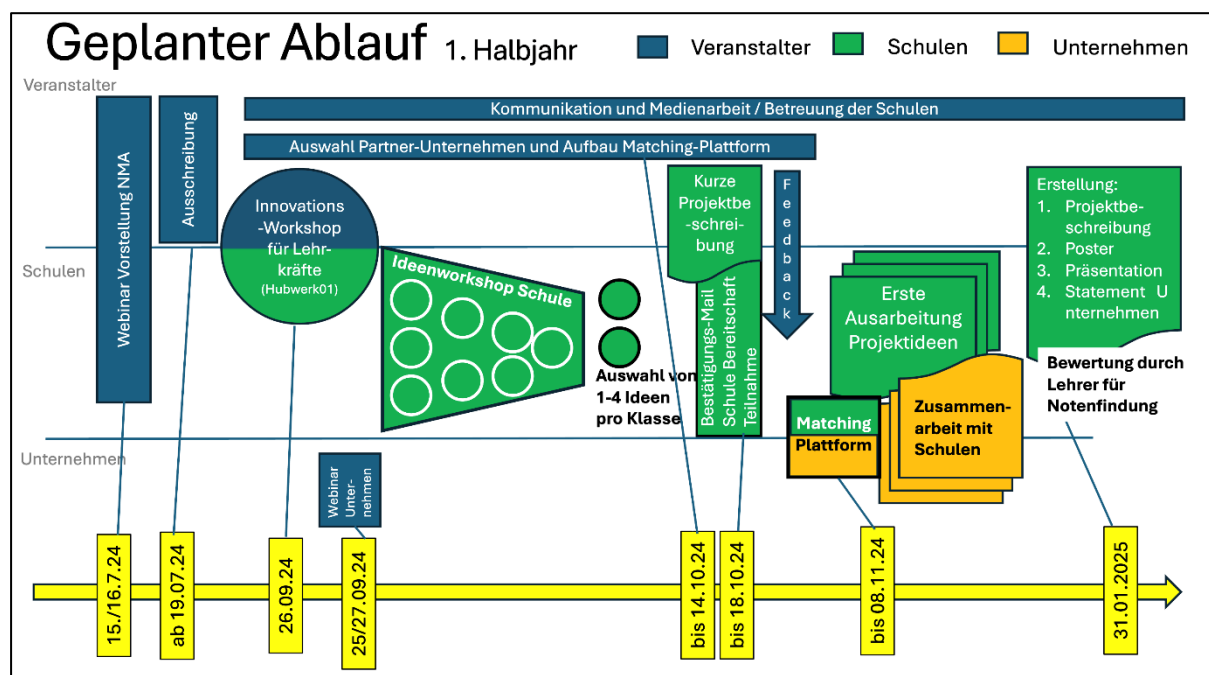 Geplanter Ablauf 1. Halbjahr
Veranstalter
Schulen
Unternehmen
Veranstalter
Kommunikation und Medienarbeit / Betreuung der Schulen
Auswahl Partner-Unternehmen und Aufbau Matching-Plattform
Webinar Vorstellung NMA
Ausschreibung
Innovations
-Workshop
für Lehr-
kräfte
(Hubwerk01)
Kurze
Projektbe
-schrei-
bung
Feedback
Erstellung:
1. Projektbe-
schreibung
2. Poster
3. Präsentation
4. Statement U
nternehmen
Schulen
Ideenworkshop Schule
Auswahl von
1-4 Ideen
pro Klasse
Bestätigungs-Mail
Schule Bereitschaft
Teilnahme
Erste
Ausarbeitung
Projektideen
Bewertung durch
Lehrer für
Notenfindung
Matching
Plattform
Zusammen-
arbeit mit
Schulen
Unternehmen
Webinar
Unter-
nehmen
15./16.7.24
ab 19.07.24
26.09.24
25/27.09.24
bis 14.10.24
bis 18.10.24
bis 08.11.24
31.01.2025